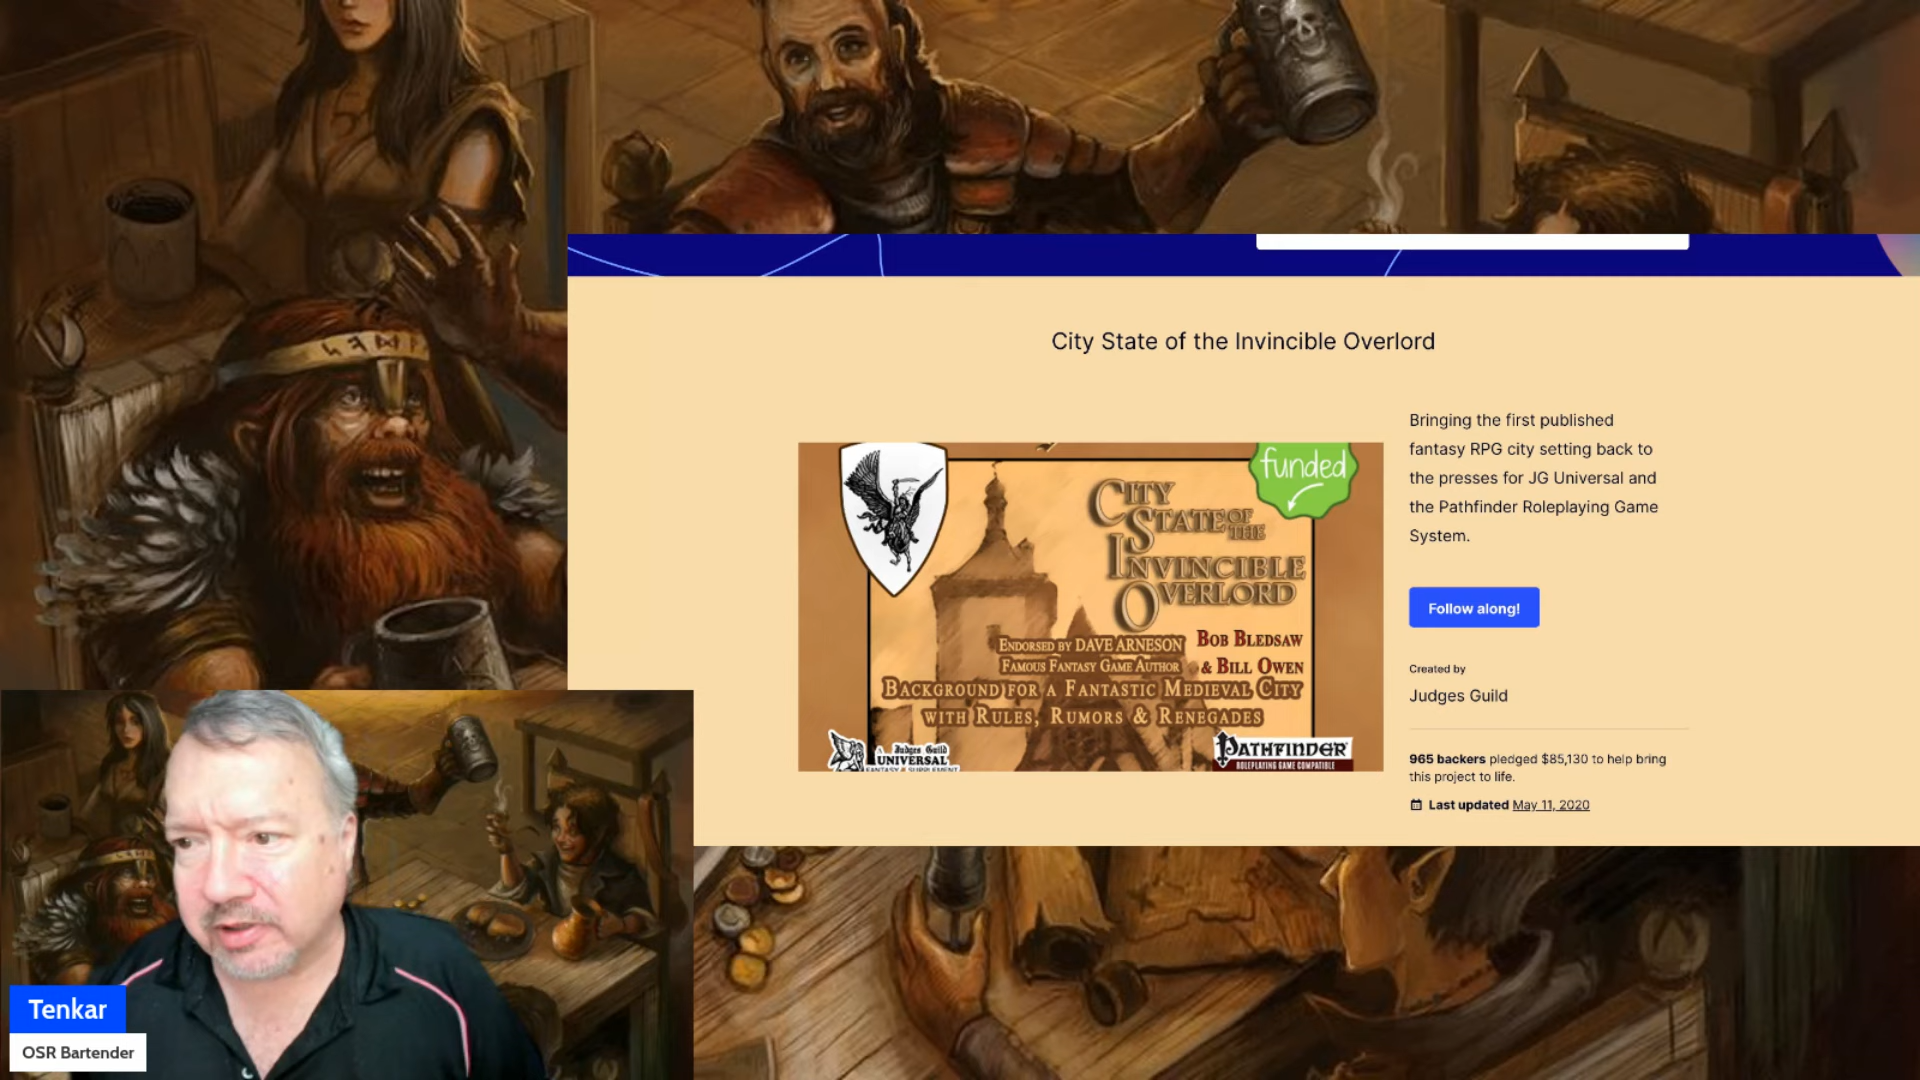 City State of the Invincible Overlord
Bringing the first published
fantasy RPG city setting back to
the presses for JG Universal and
the Pathfinder Roleplaying Game
System.
funded
CITY
STATE OF
THE
INVINCIBLE
OVERLORD
ENDORSED BY DAVE ARNESON
FAMOUS FANTASY GAME AUTHOR
BOB BLEDSAW
& BILL OWEN
BACKGROUND FOR A FANTASTIC MEDIEVAL CITY
WITH RULES, RUMORS & RENEGADES
A Judges Guild
UNIVERSAL
FANTASY SUPPLEMENT
PATHFINDER
ROLEPLAYING GAME COMPATIBLE
Follow along!
Created by
Judges Guild
965 backers pledged $85,130 to help bring
this project to life.
Last updated May 11, 2020
Tenkar
OSR Bartender